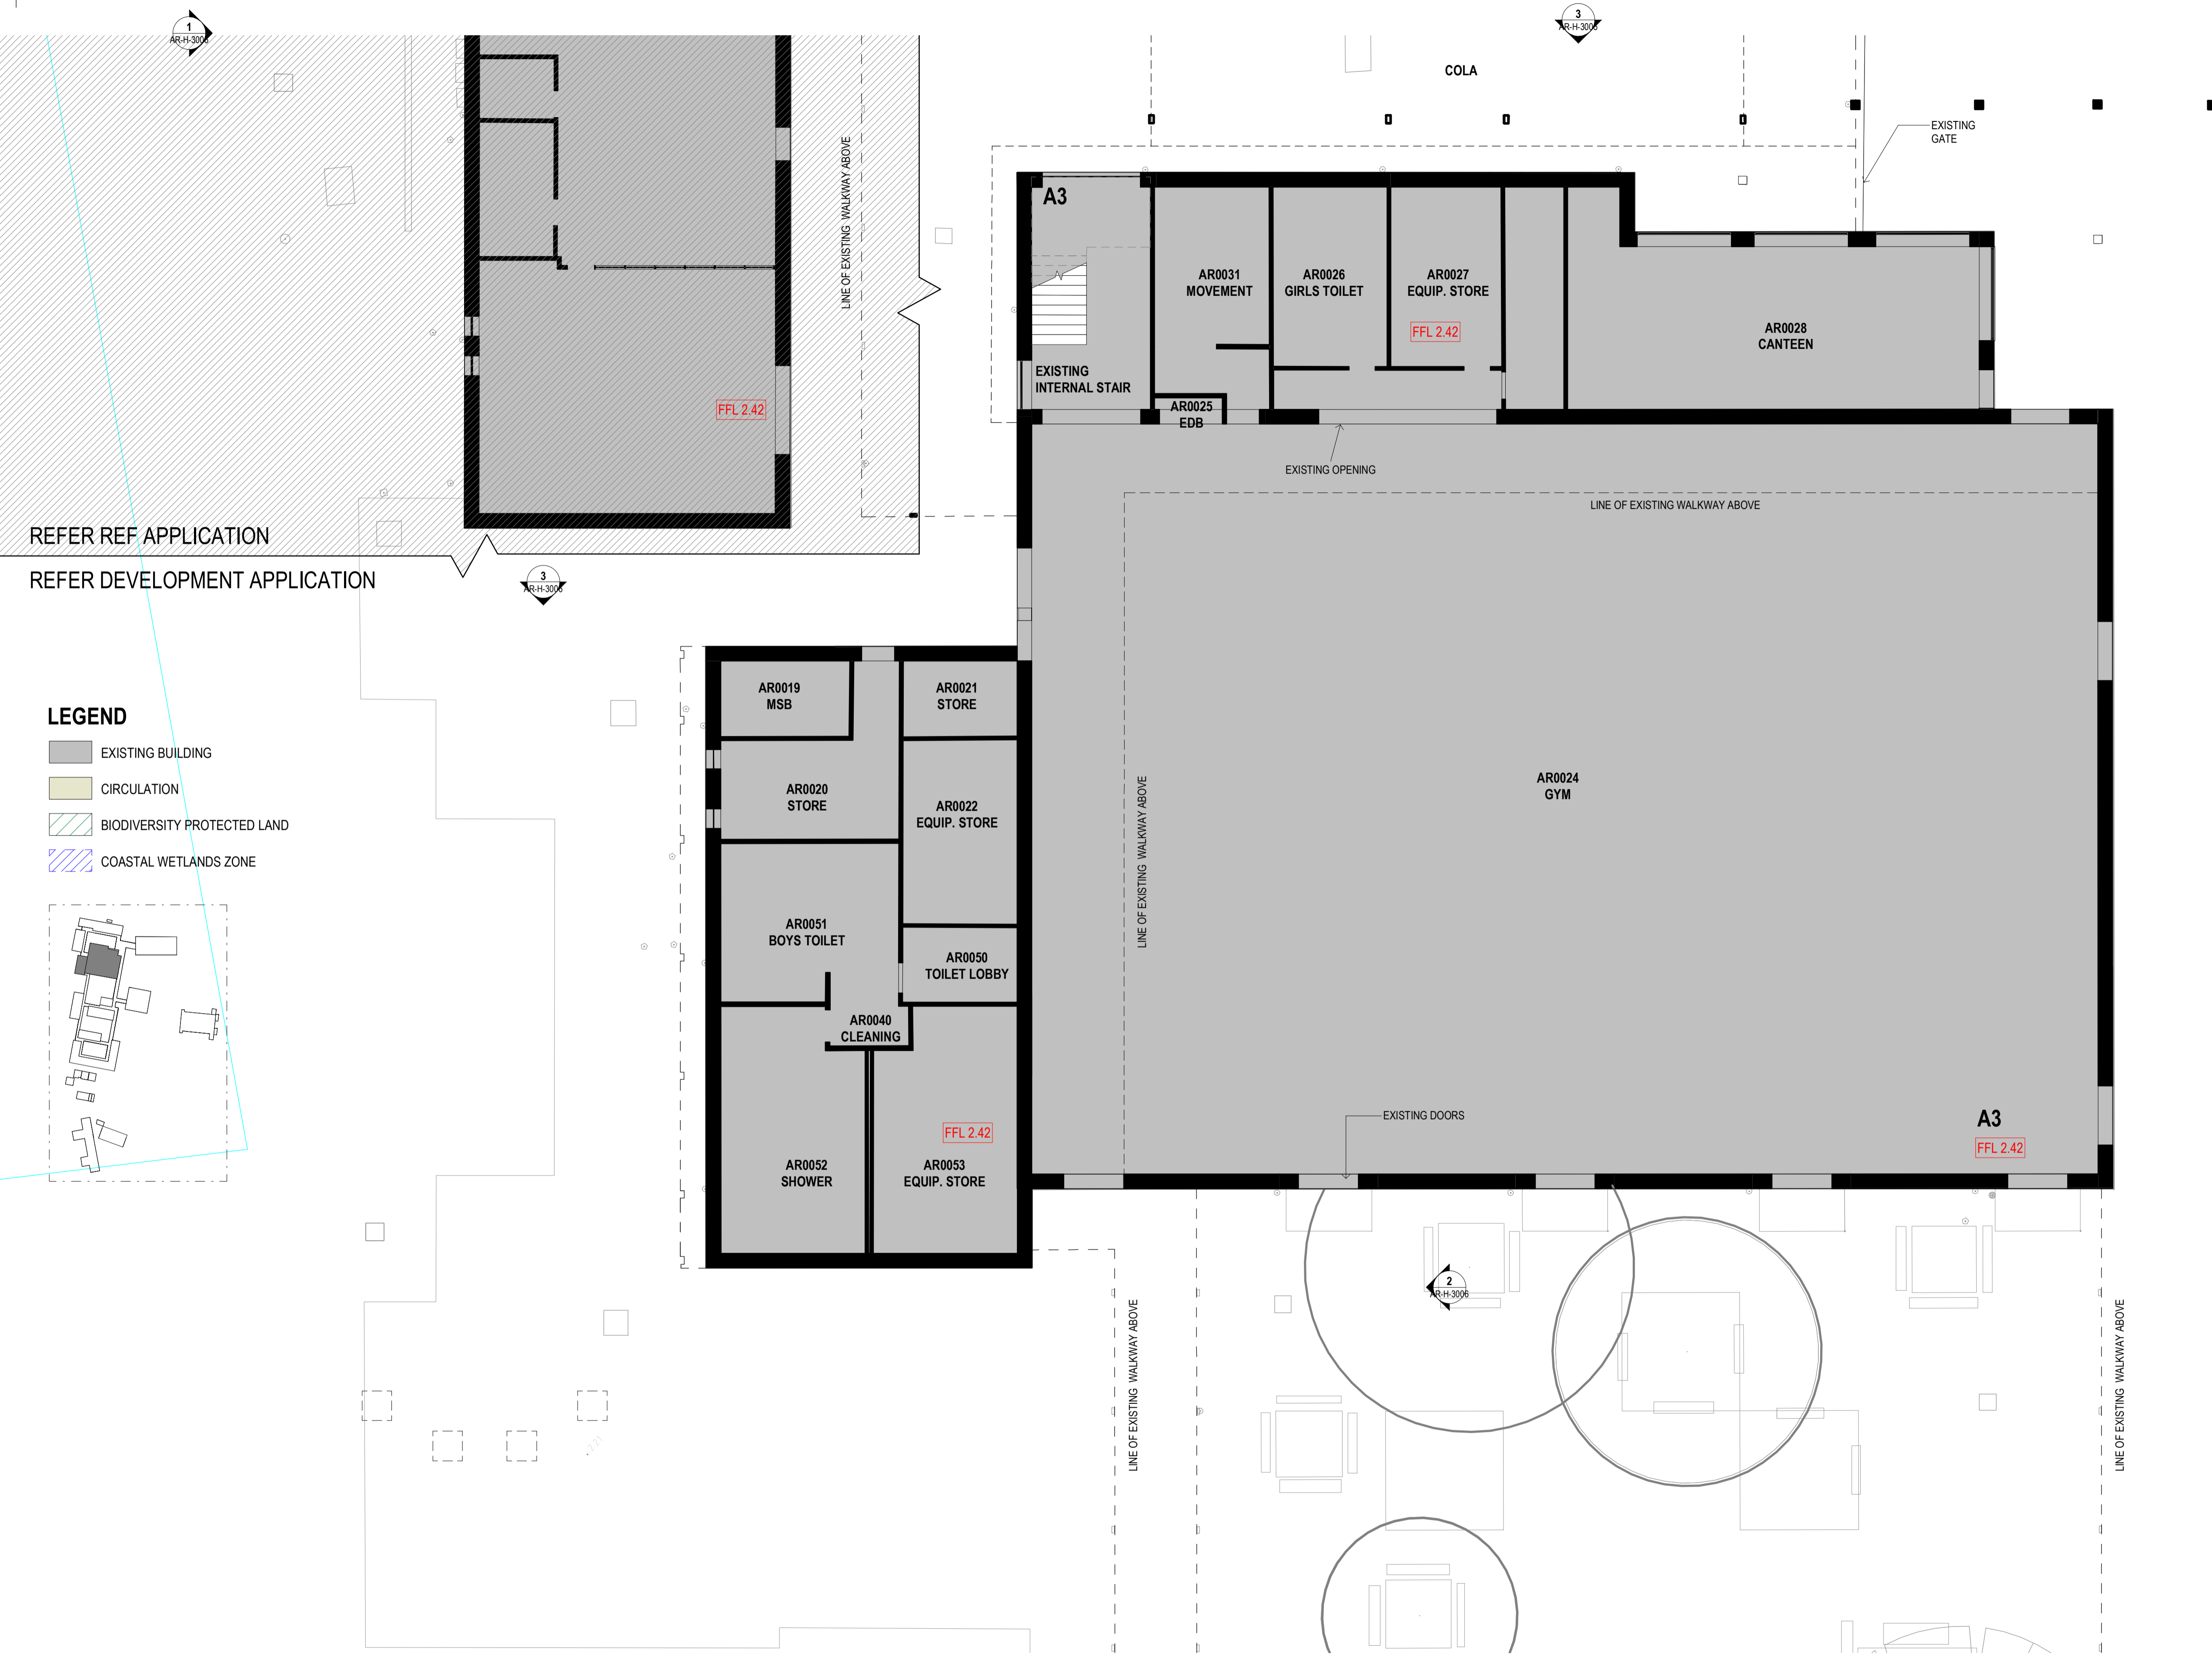 1
AR-H-3006
3
AR-H-3006
COLA
EXISTING
GATE
LINE OF EXISTING WALKWAY ABOVE
A3
AR0031
MOVEMENT
AR0026
GIRLS TOILET
AR0027
EQUIP. STORE
FFL 2.42
AR0028
CANTEEN
EXISTING
INTERNAL STAIR
AR0025
EDB
FFL 2.42
EXISTING OPENING
LINE OF EXISTING WALKWAY ABOVE
REFER REF APPLICATION
REFER DEVELOPMENT APPLICATION
3
AR-H-3006
LEGEND
EXISTING BUILDING
CIRCULATION
BIODIVERSITY PROTECTED LAND
COASTAL WETLANDS ZONE
AR0019
MSB
AR0021
STORE
AR0020
STORE
AR0022
EQUIP. STORE
AR0051
BOYS TOILET
AR0050
TOILET LOBBY
AR0040
CLEANING
AR0052
SHOWER
FFL 2.42
AR0053
EQUIP. STORE
LINE OF EXISTING WALKWAY ABOVE
AR0024
GYM
EXISTING DOORS
A3
FFL 2.42
2
AR-H-3006
LINE OF EXISTING WALKWAY ABOVE
LINE OF EXISTING WALKWAY ABOVE